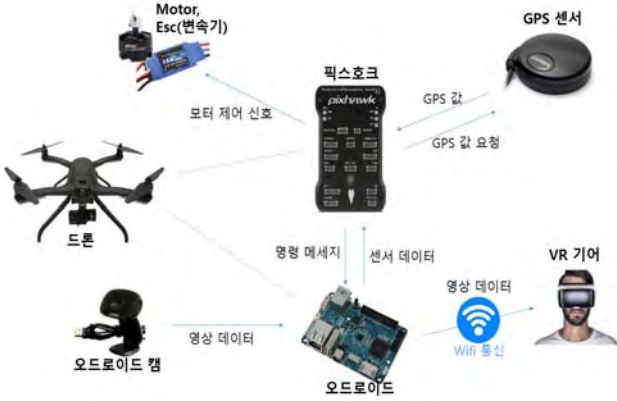 Motor,
Esc(변속기)
GPS 센서
픽스호크
pixhawk
GPS 값
모터 제어 신호
GPS 값 요청
드론
명령 메세지
센서 데이터
VR 기어
영상 데이터
영상 데이터
Wifi 통신
오드로이드 캠
오드로이드